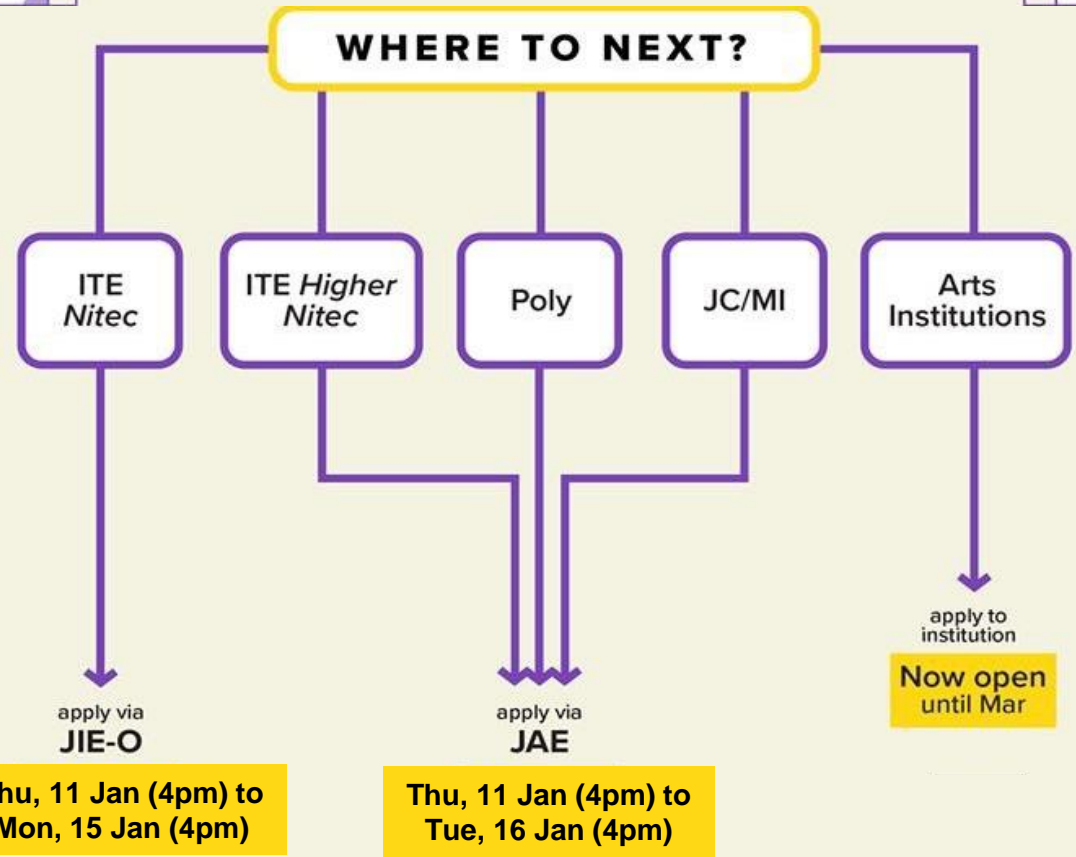 WHERE TO NEXT?
ITE
Nitec
ITE Higher
Nitec
Poly
JC/MI
Arts
Institutions
apply to
institution
Now open
until Mar
apply via
JIE-O
apply via
JAE
hu, 11 Jan (4pm) to
Mon, 15 Jan (4pm)
Thu, 11 Jan (4pm) to
Tue, 16 Jan (4pm)